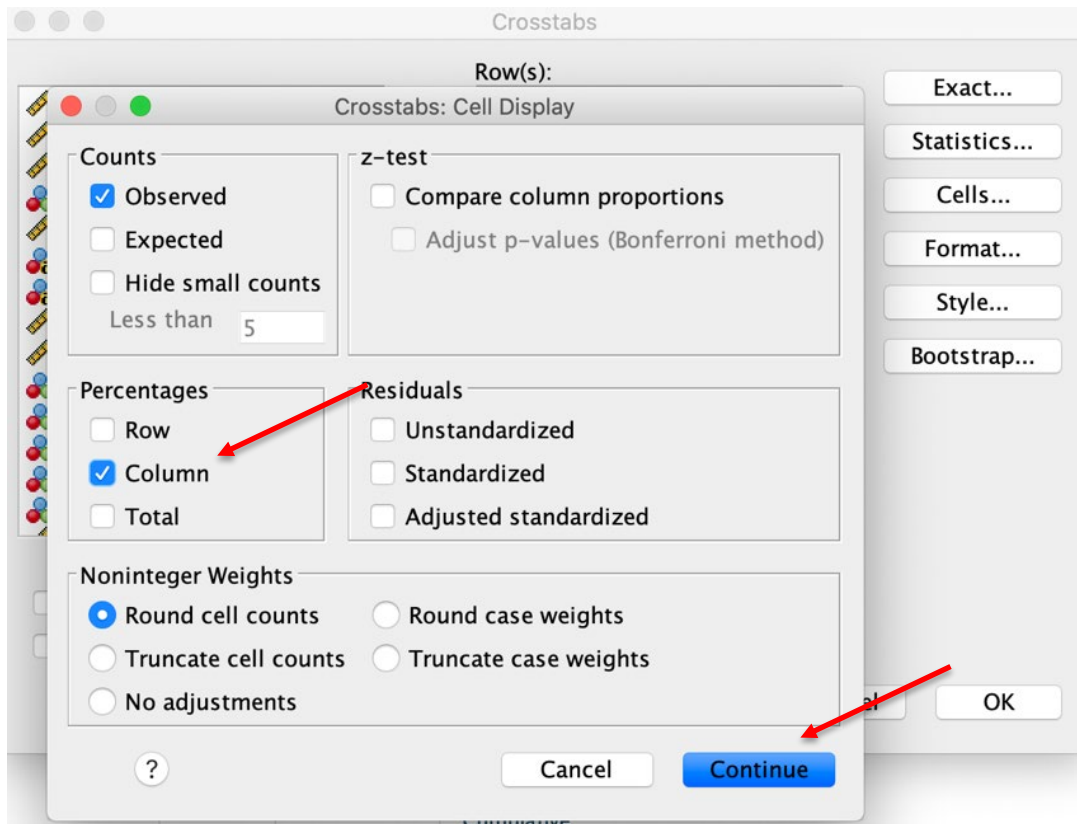 Crosstabs
Row(s):
Exact...
Crosstabs: Cell Display
Statistics...
Counts
z-test
Observed
Compare column proportions
Cells...
Expected
Adjust p-values (Bonferroni method)
Format...
Hide small counts
Less than 5
Style...
Bootstrap...
Percentages
Residuals
Row
Unstandardized
Column
Standardized
Total
Adjusted standardized
Noninteger Weights
Round cell counts
Round case weights
Truncate cell counts
Truncate case weights
No adjustments
OK
?
Cancel
Continue